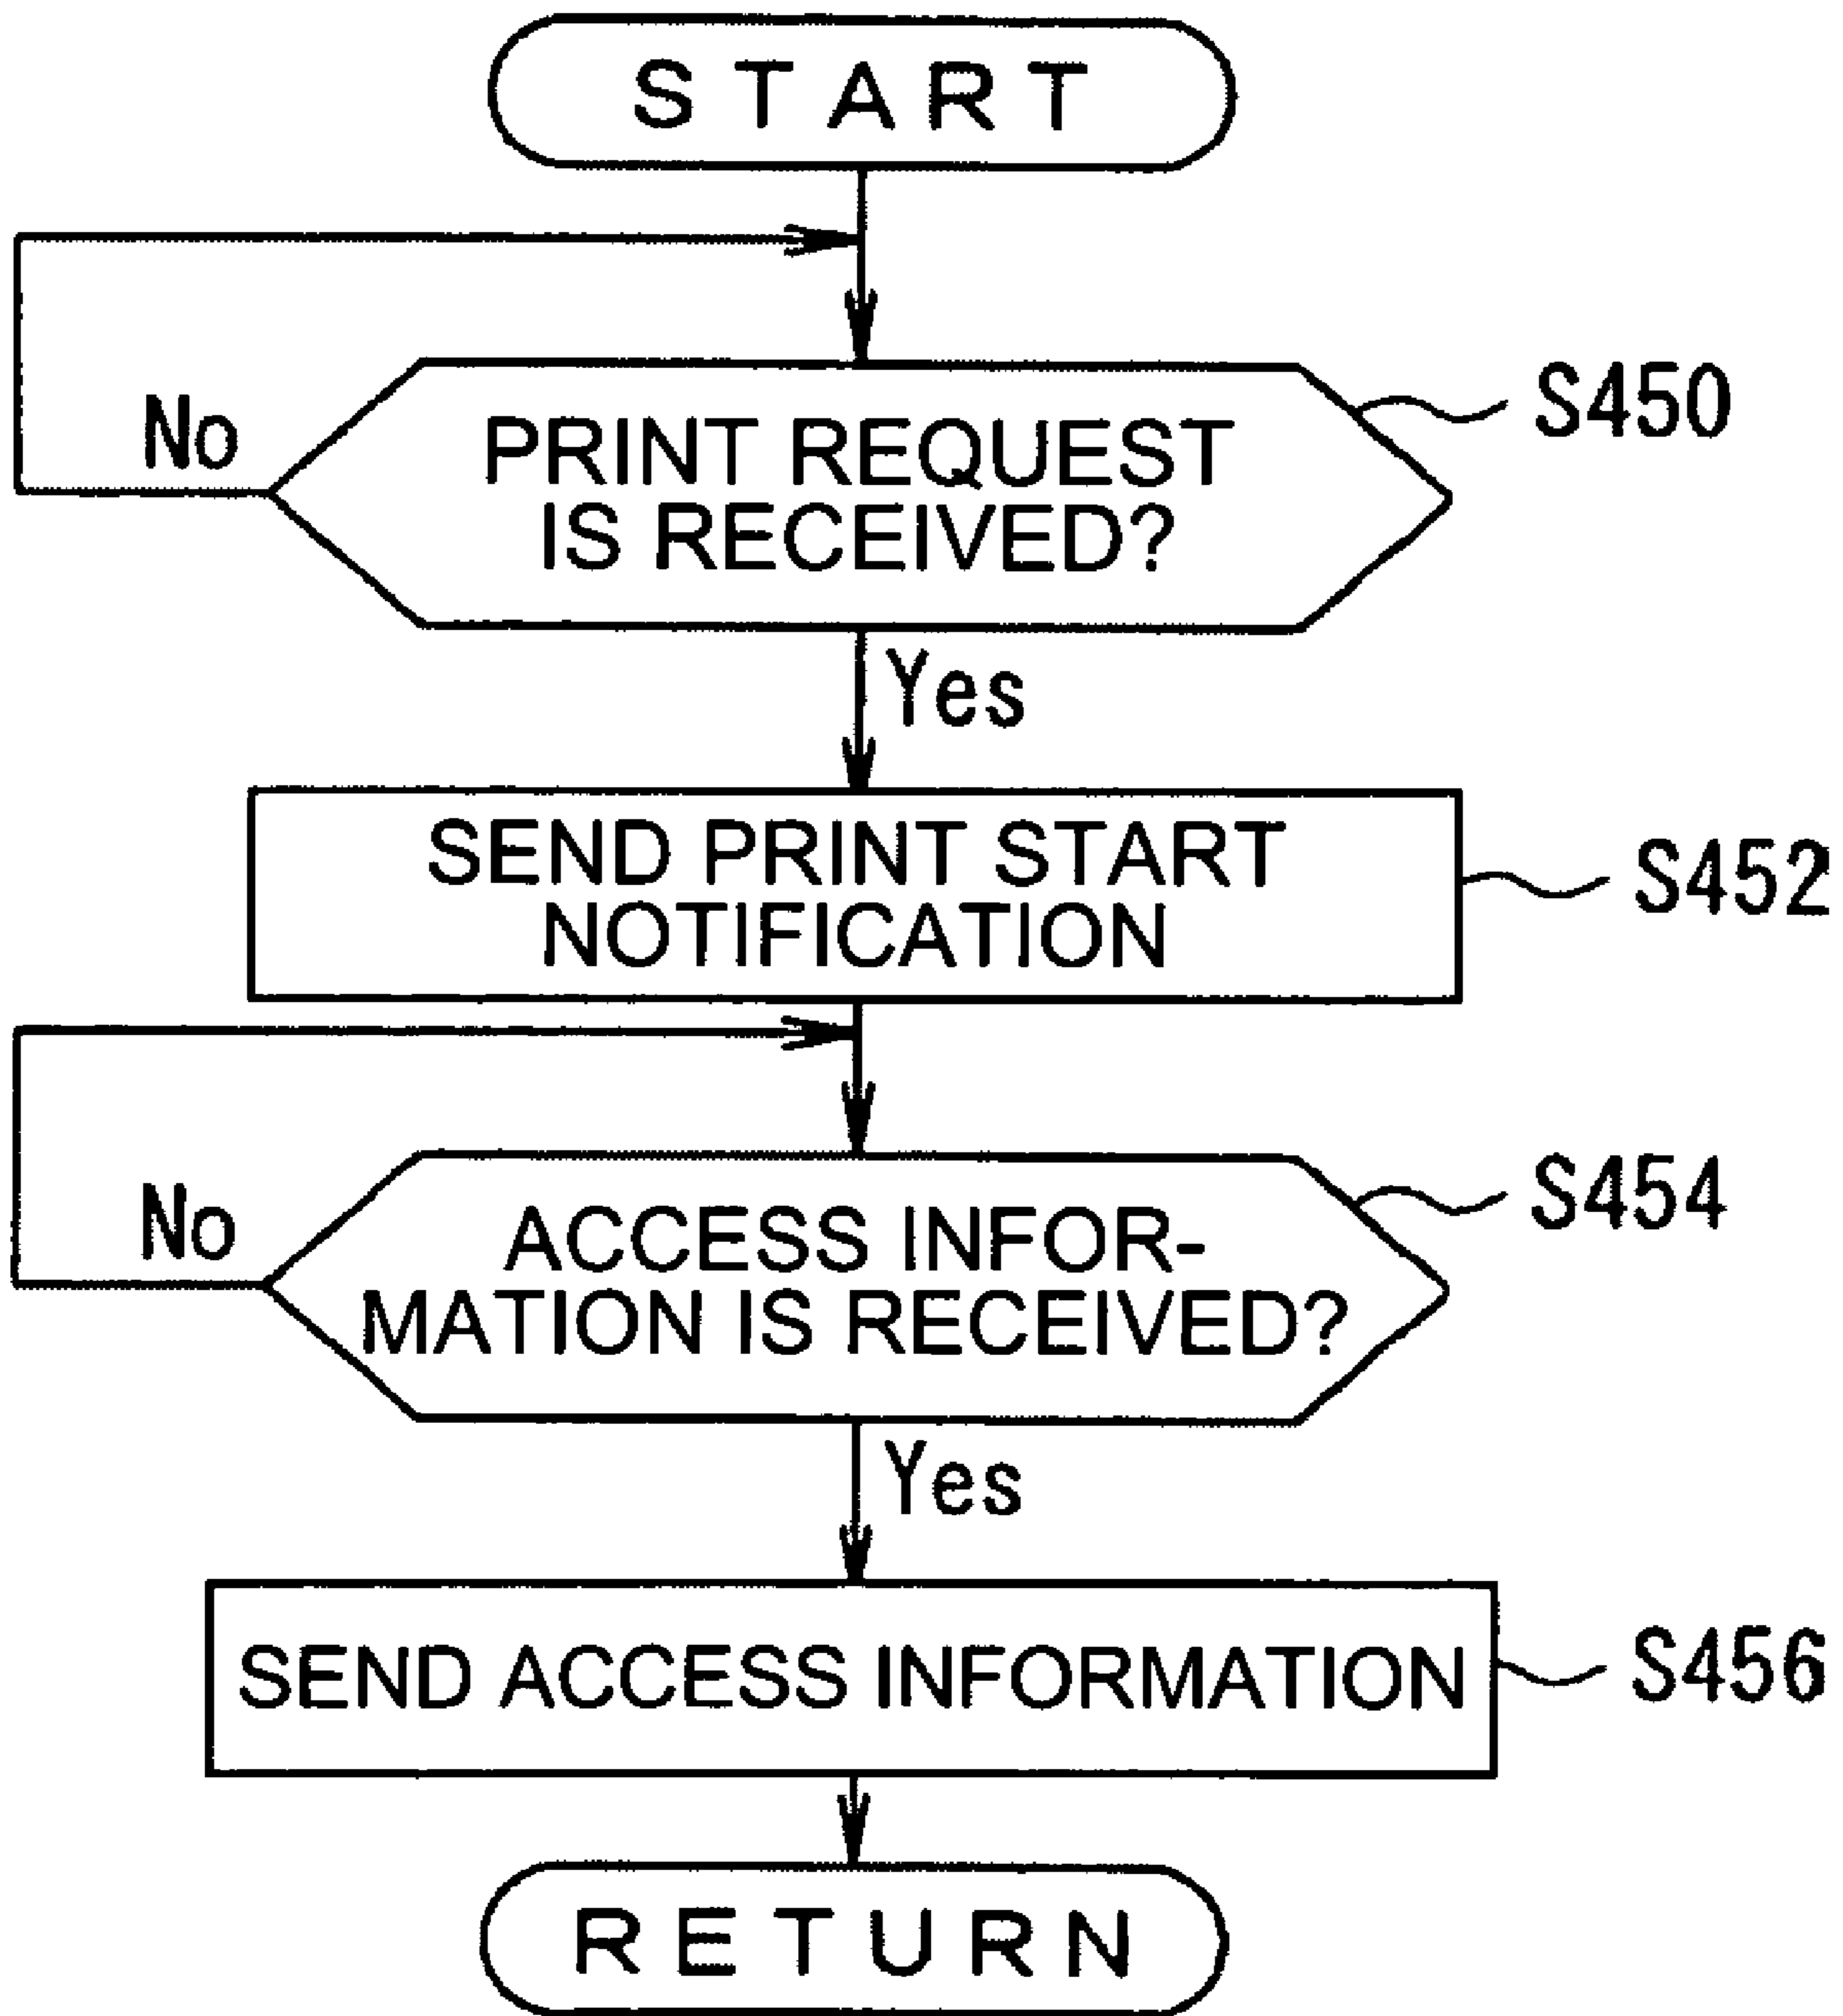 START
No
PRINT REQUEST
IS RECEIVED?
S450
Yes
SEND PRINT START
NOTIFICATION
S452
No
ACCESS INFOR-
MATION IS RECEIVED?
S454
Yes
SEND ACCESS INFORMATION
S456
RETURN